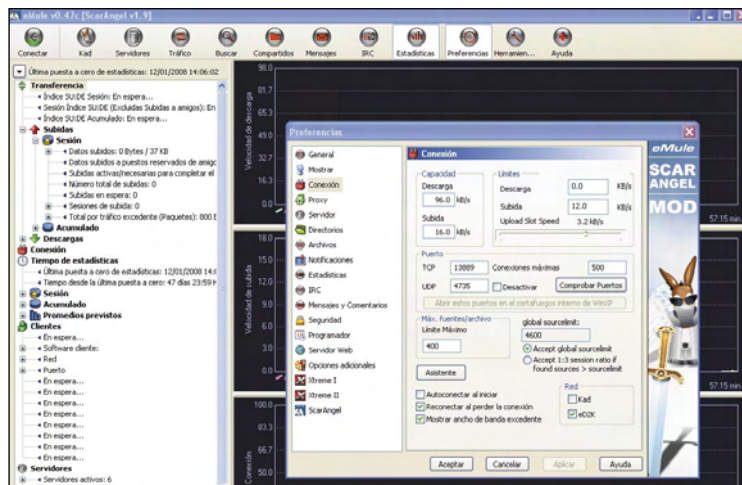 eMule v0.47c [ScarAngel v1.9]
Conectar
Kad
Servidores
Tráfico
Buscar
Compartidos
Mensajes
IRC
Estadísticas
Preferencias
Herramien...
Ayuda
Última puesta a cero de estadísticas: 12/01/2008 14:06:02
Transferencia
Índice SU:DE Sesión: En espera...
Sesión Índice SU:DE (Excluidas Subidas a amigos): En
Índice SU:DE Acumulado: En espera...
Subidas
Sesión
Datos subidos: 0 Bytes / 37 KB
Datos subidos a puestos reservados de amigo
Subidas activas/necesarias para completar el
Número total de subidas: 0
Subidas en espera: 0
Sesiones de subida: 0
Total por tráfico excedente (Paquetes): 800 B
Acumulado
Descargas
Conexión
Tiempo de estadísticas
Última puesta a cero de estadísticas: 12/01/2008 14:0
Tiempo desde la última puesta a cero: 47 días 23:59 H
Sesión
Acumulado
Promedios previstos
Clientes
En espera...
Software cliente:
Red
Puerto
En espera...
En espera...
En espera...
En espera...
En espera...
En espera...
En espera...
En espera...
Servidores
Servidores activos: 6
Velocidad de descarga
98.0
81.7
65.3
49.0
32.7
16.3
0.0
57:15 min.
Velocidad de subida
18.0
15.0
12.0
9.0
6.0
3.0
0.0
57:15 min.
Conexión
100.0
83.3
66.7
50.0
Preferencias
General
Mostrar
Conexión
Proxy
Servidor
Directorios
Archivos
Notificaciones
Estadísticas
IRC
Mensajes y Comentarios
Seguridad
Programador
Servidor Web
Opciones adicionales
Xtreme I
Xtreme II
ScarAngel
Conexión
Capacidad
Descarga
96.0 kB/s
Subida
16.0 kB/s
Límites
Descarga 0.0 KB/s
Subida 12.0 KB/s
Upload Slot Speed 3.2 kB/s
Puerto
TCP 13889 Conexiones máximas 500
UDP 4735 Desactivar Comprobar Puertos
Abrir estos puertos en el cortafuegos interno de WinXP
Máx. Fuentes/archivo
Límite Máximo
400
global sourcelimit:
4600
Accept global sourcelimit
Accept 1:3 session ratio if
found sources > sourcelimit
Asistente
Autoconectar al iniciar
Reconectar al perder la conexión
Mostrar ancho de banda excedente
Red
Kad
eD2K
Aceptar
Cancelar
Aplicar
Ayuda
eMule
SCAR
ANGEL
MOD